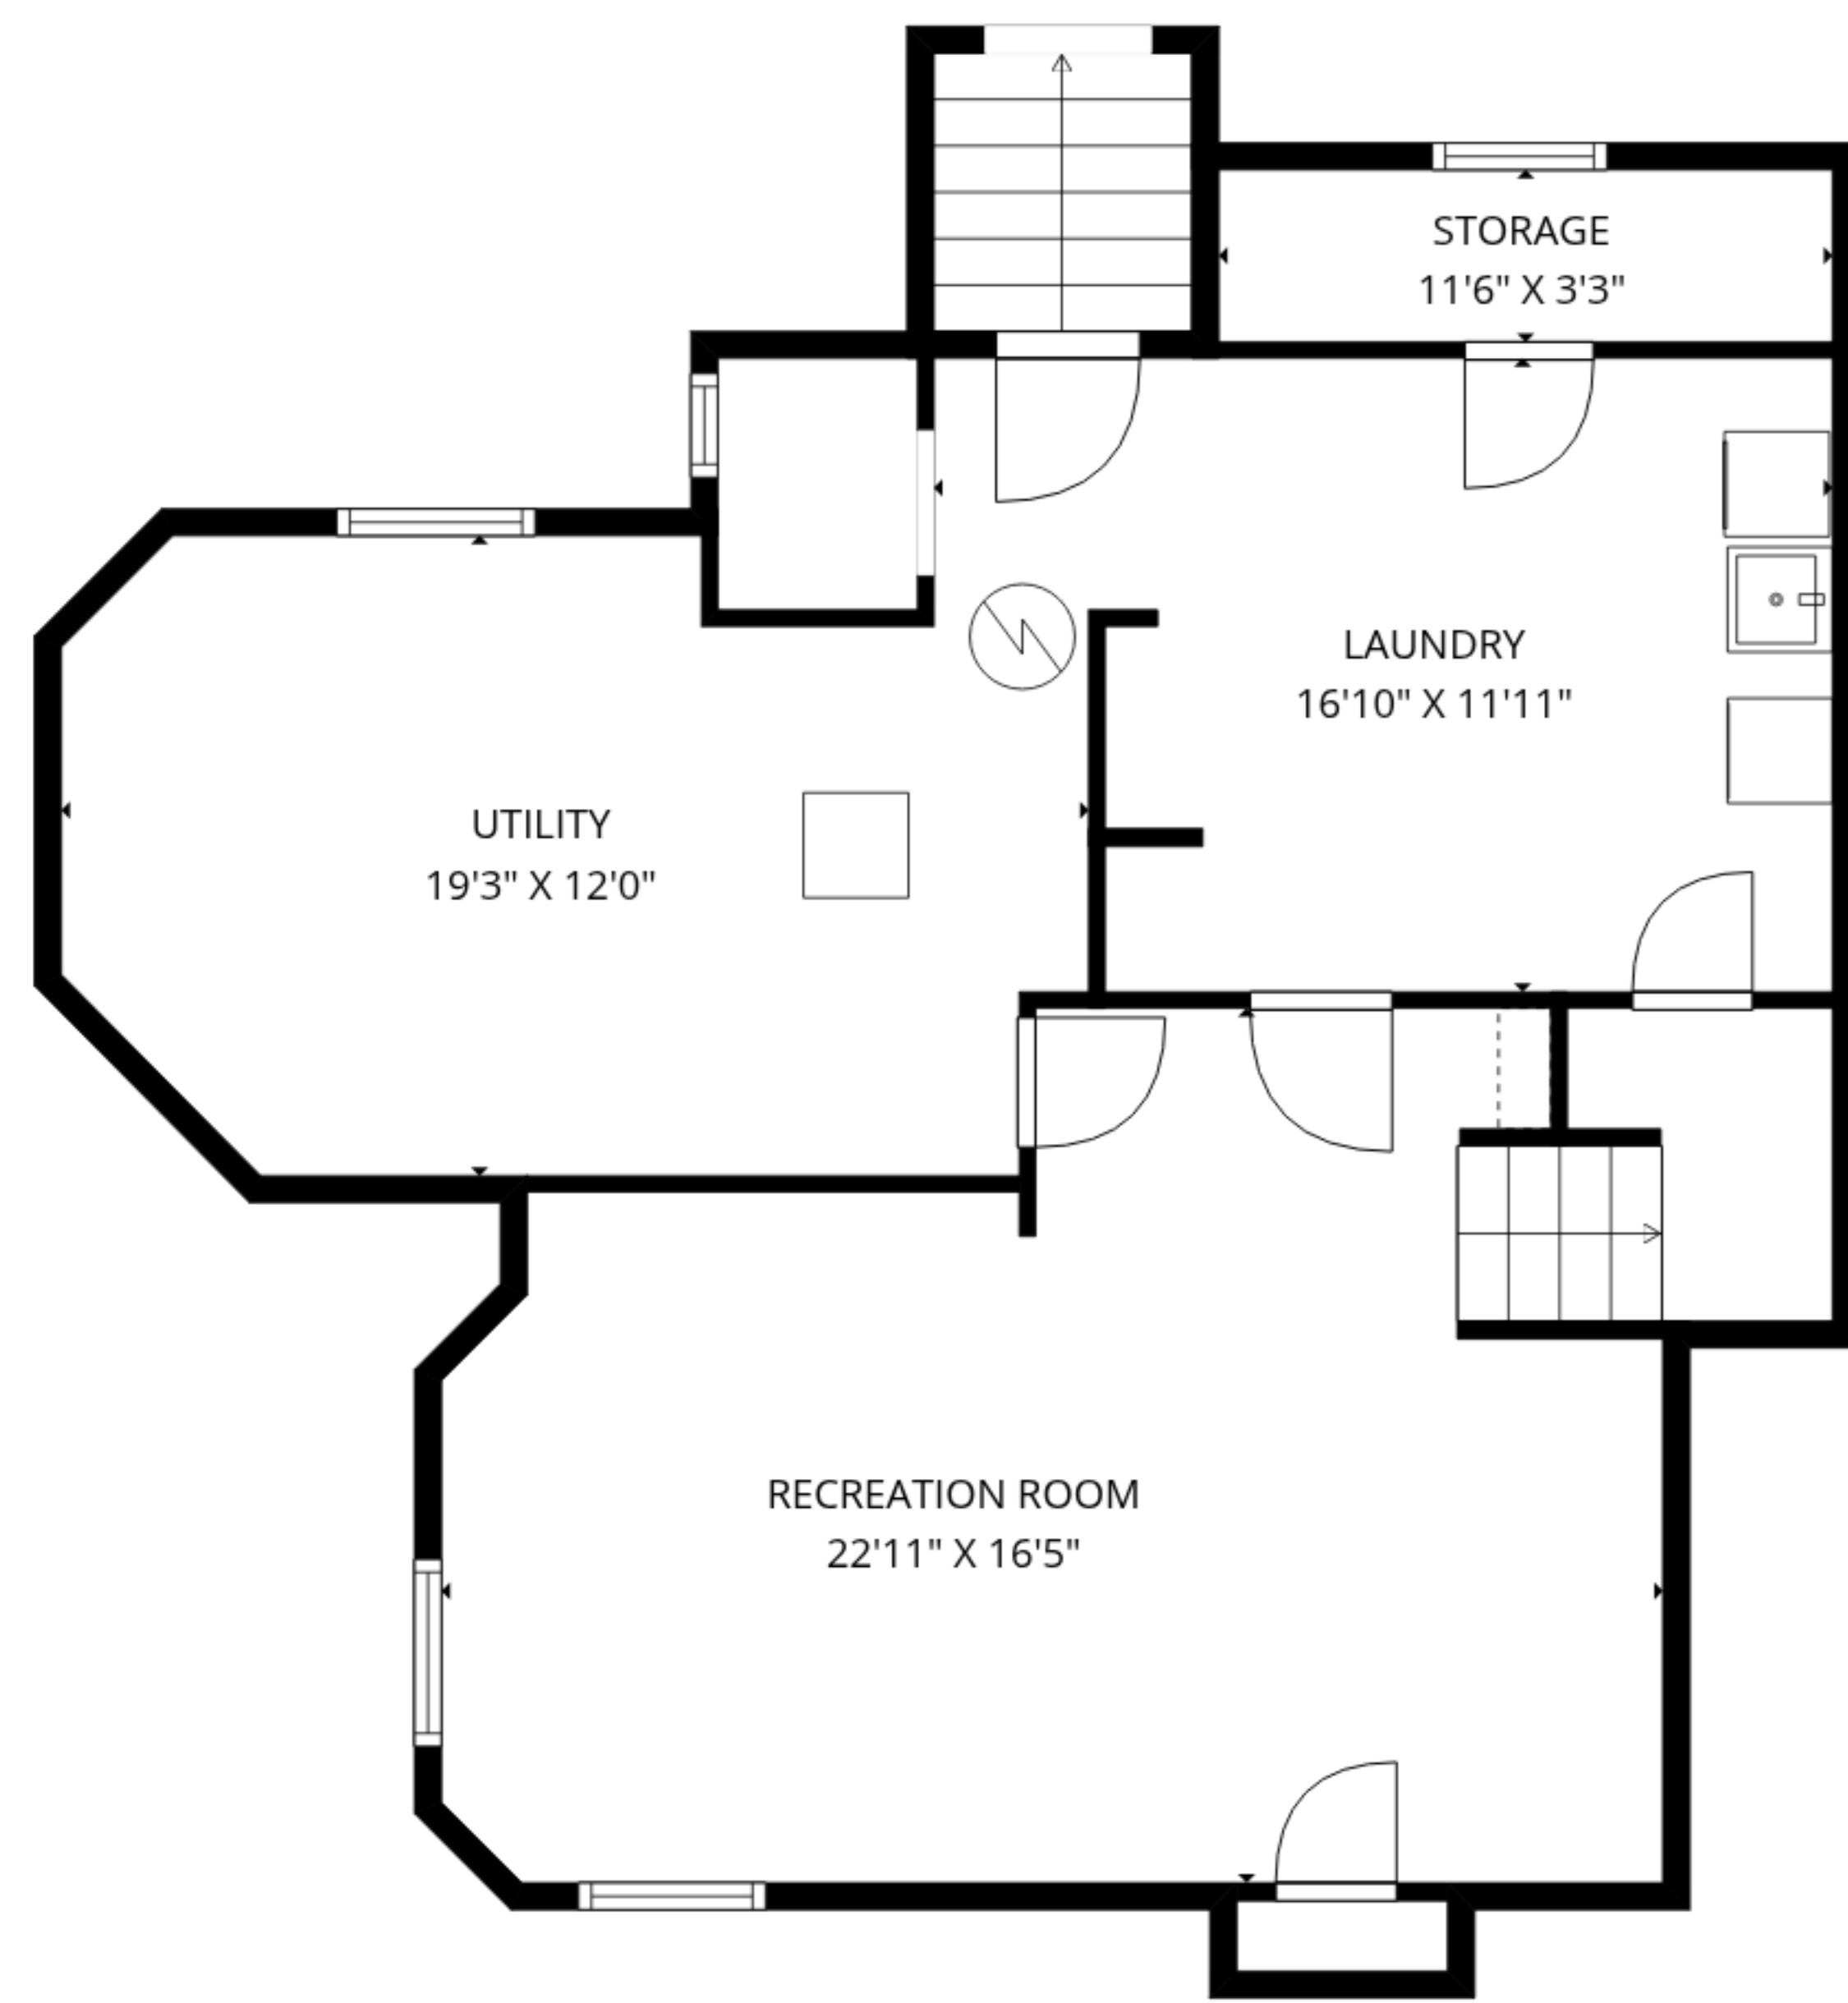 STORAGE
11'6" X 3'3"
LAUNDRY
16'10" X 11'11"
UTILITY
19'3" X 12'0"
RECREATION ROOM
22'11" X 16'5"